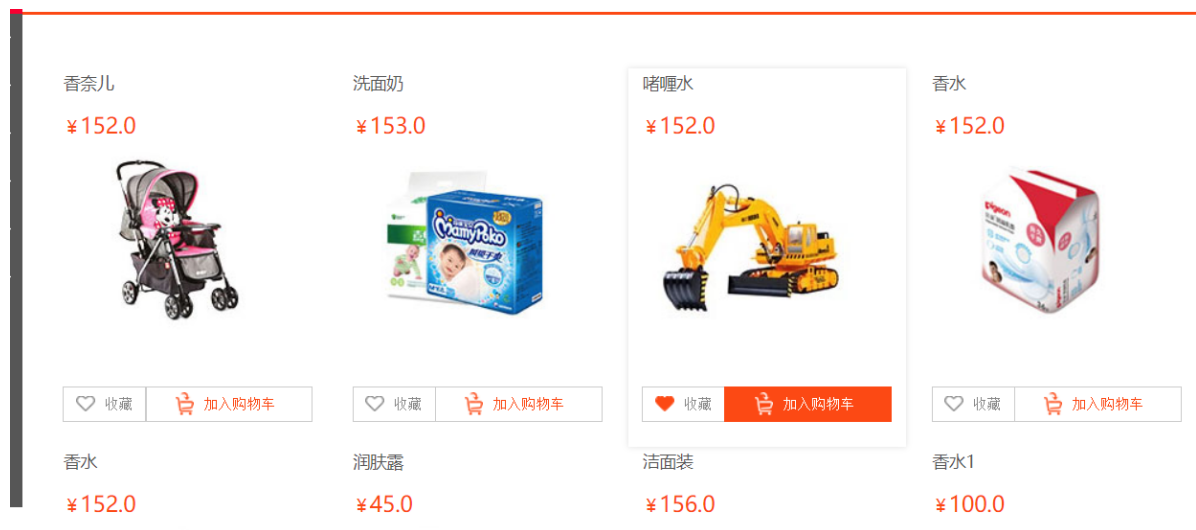 香奈儿
洗面奶
啫喱水
香水
¥152.0
¥153.0
¥152.0
¥152.0
MamyPoko
pigeon
收藏 加入购物车
收藏 加入购物车
收藏 加入购物车
收藏 加入购物车
香水
润肤露
洁面装
香水1
¥152.0
¥45.0
¥156.0
¥100.0